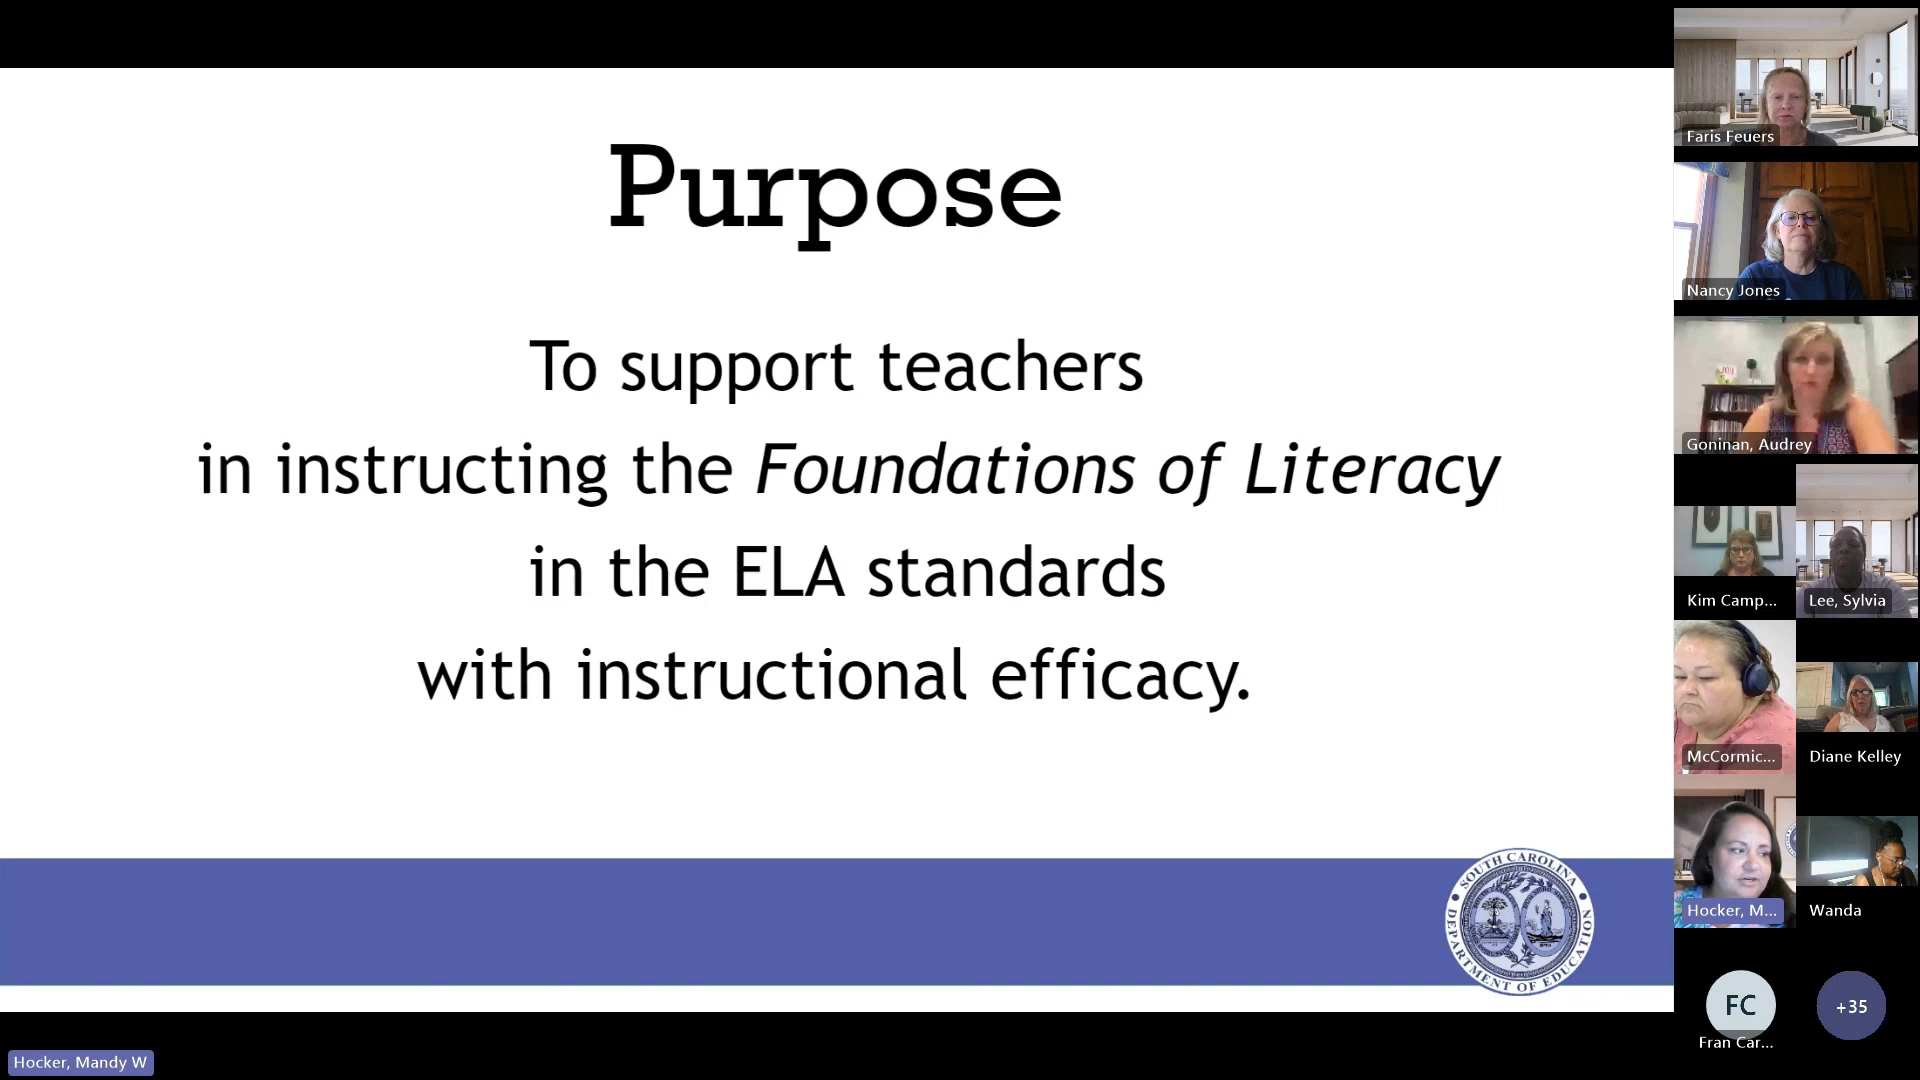 Purpose
To support teachers
in instructing the Foundations of Literacy
in the ELA standards
with instructional efficacy.
SOUTH CAROLINA
DEPARTMENT OF EDUCATION
Hocker, Mandy W
Faris Feuers
Nancy Jones
Goninan, Audrey
Kim Camp...
Lee, Sylvia
McCormic...
Diane Kelley
Hocker, M...
Wanda
FC
+35
Fran Car...